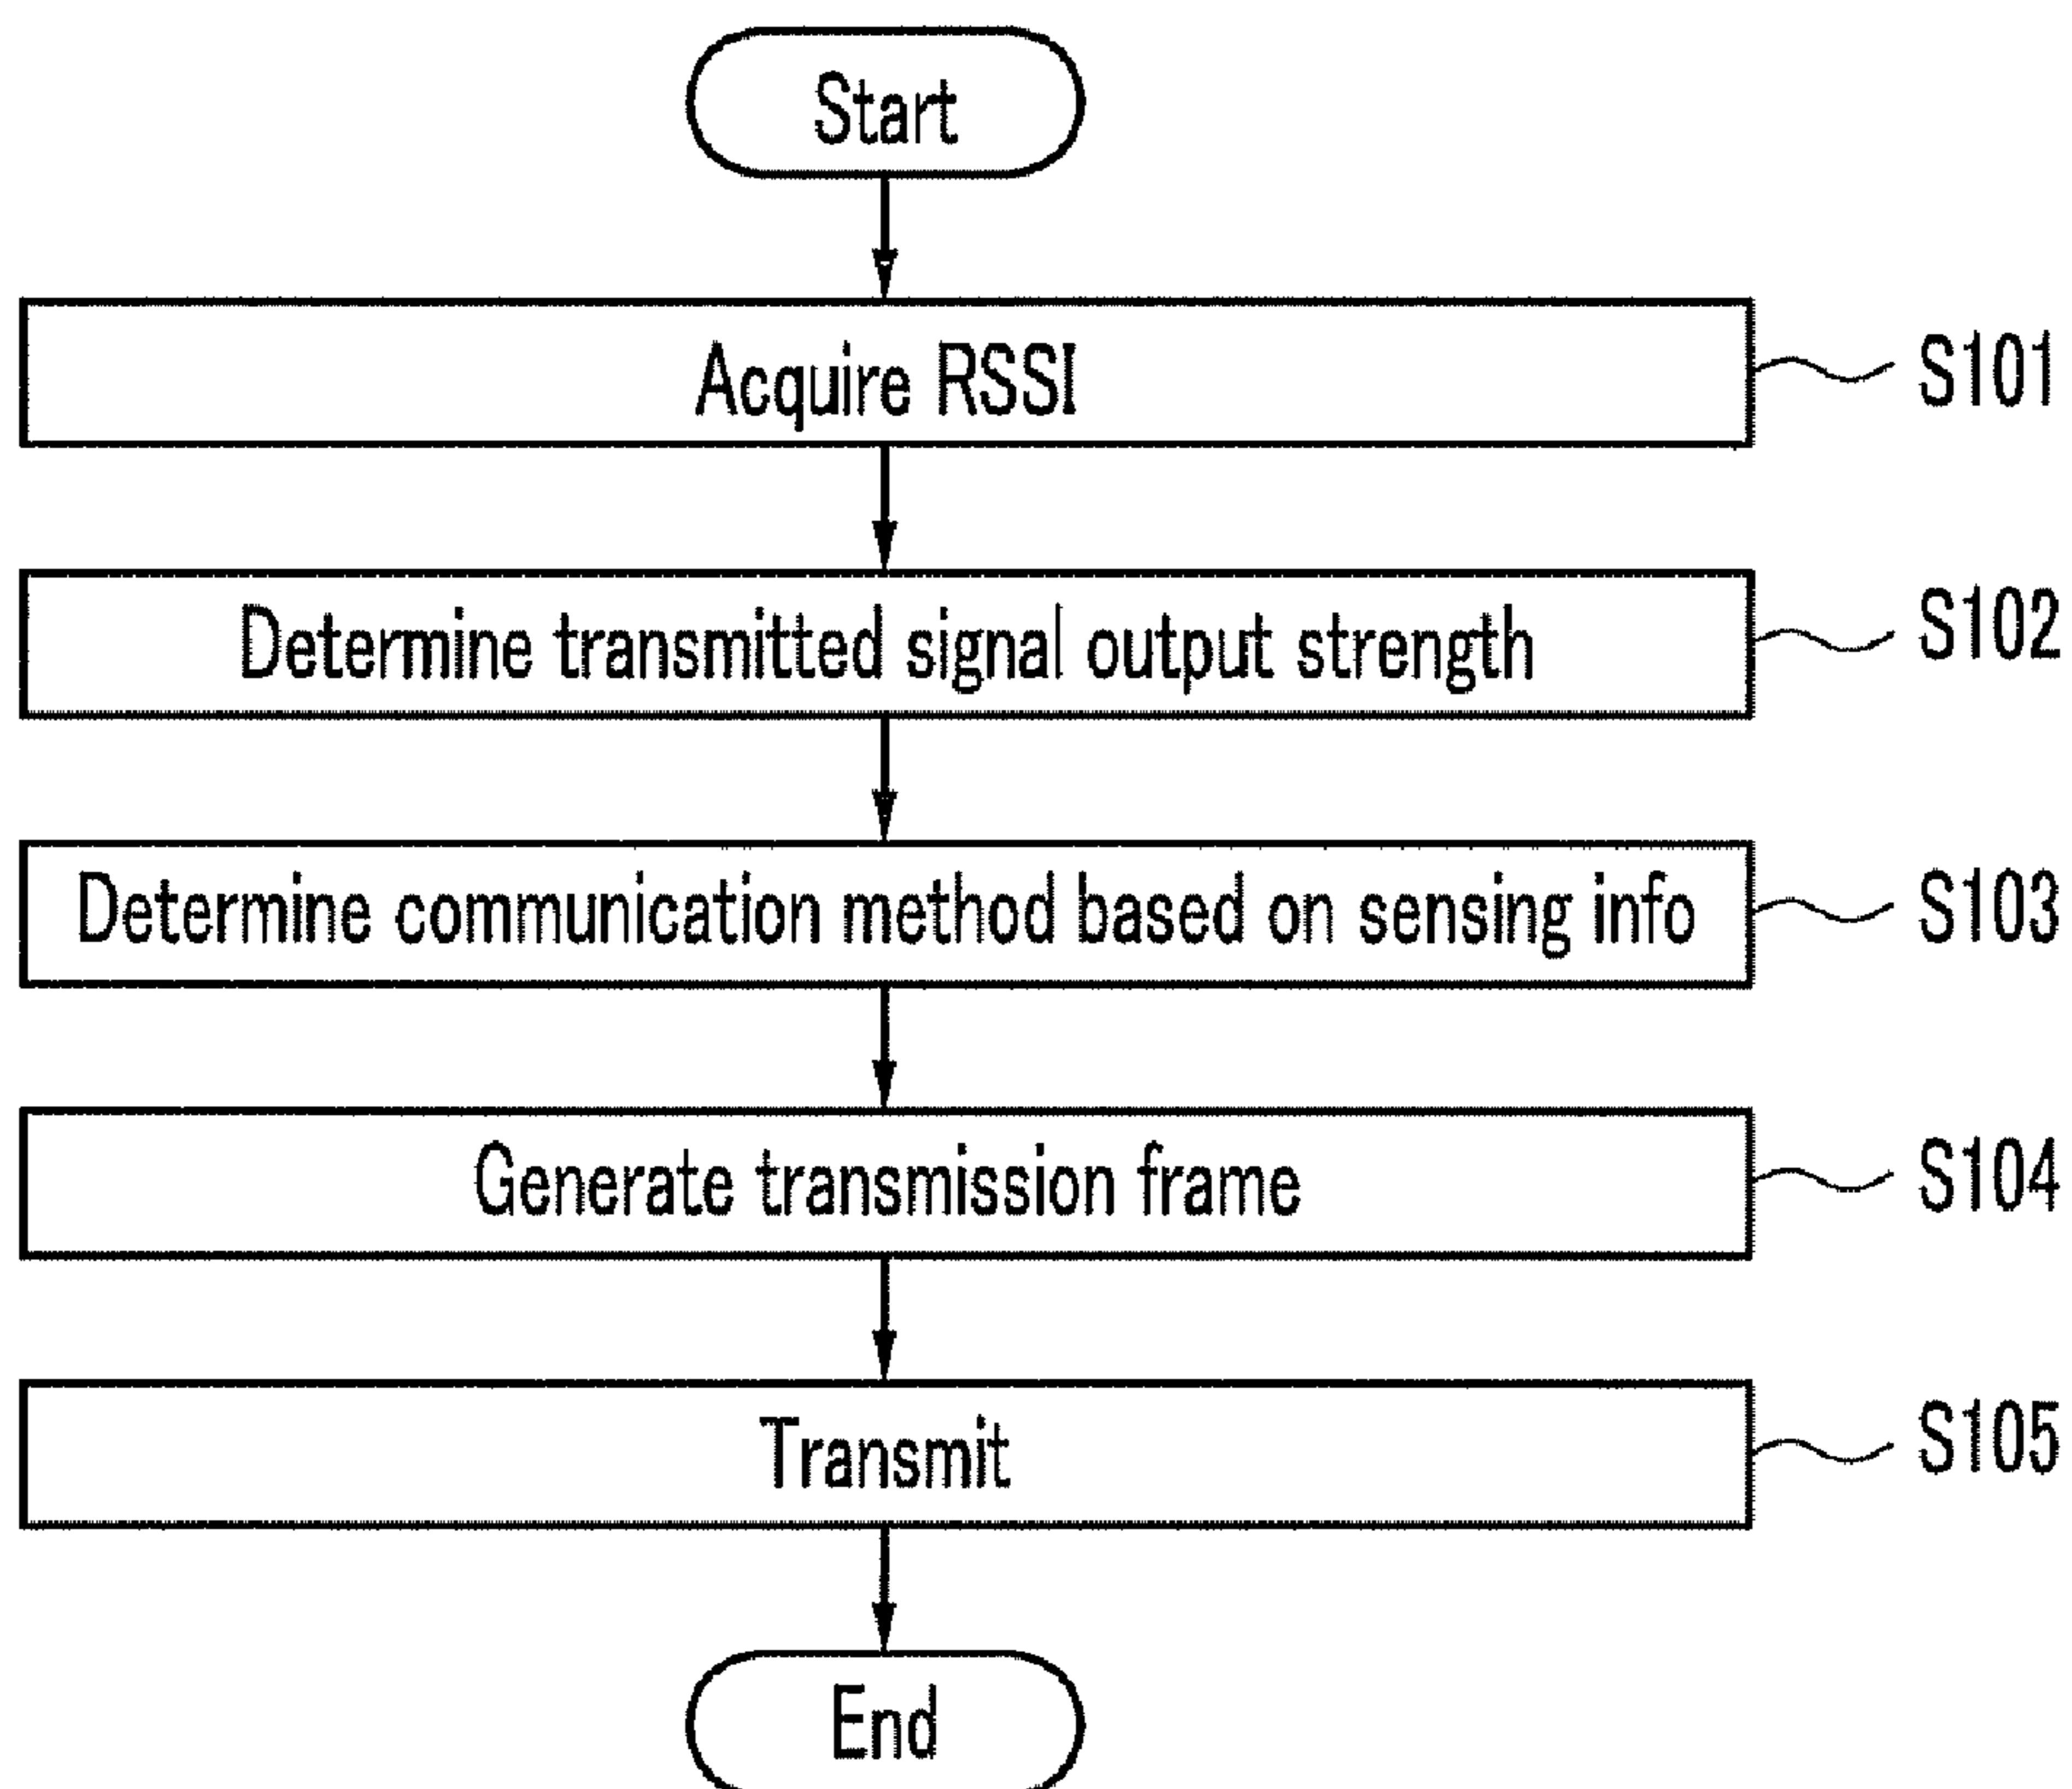 Start
Acquire RSSI
S101
Determine transmitted signal output strength
S102
Determine communication method based on sensing info
S103
Generate transmission frame
S104
Transmit
S105
End